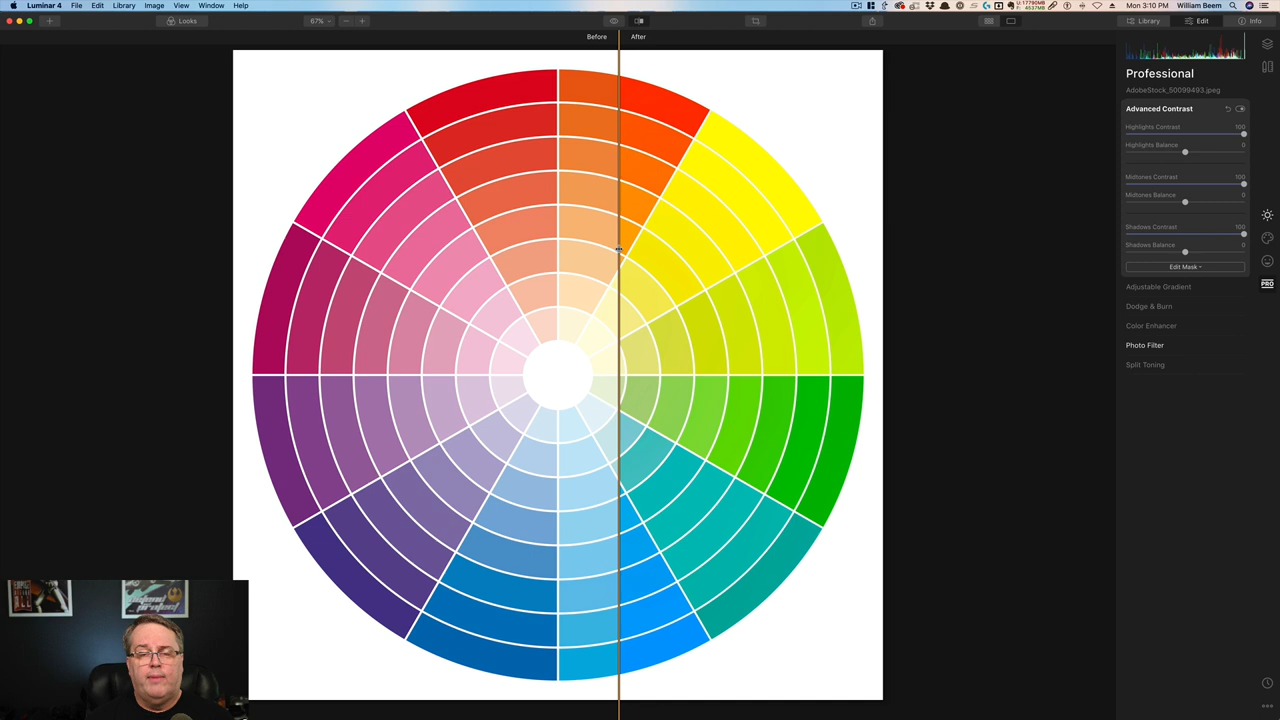 Luminar 4 File Edit Image View Window Help
U:17790MB
F: 4537MB
Mon 3:10 PM William Beem
Looks
67%
Library Edit Info
Before After
Professional
AdobeStock_50099493.jpeg
Advanced Contrast
Highlights Contrast 100
Highlights Balance 0
Midtones Contrast 100
Midtones Balance 0
Shadows Contrast 100
Shadows Balance 0
Edit Mask
PRO
Adjustable Gradient
Dodge & Burn
Color Enhancer
Photo Filter
Split Toning